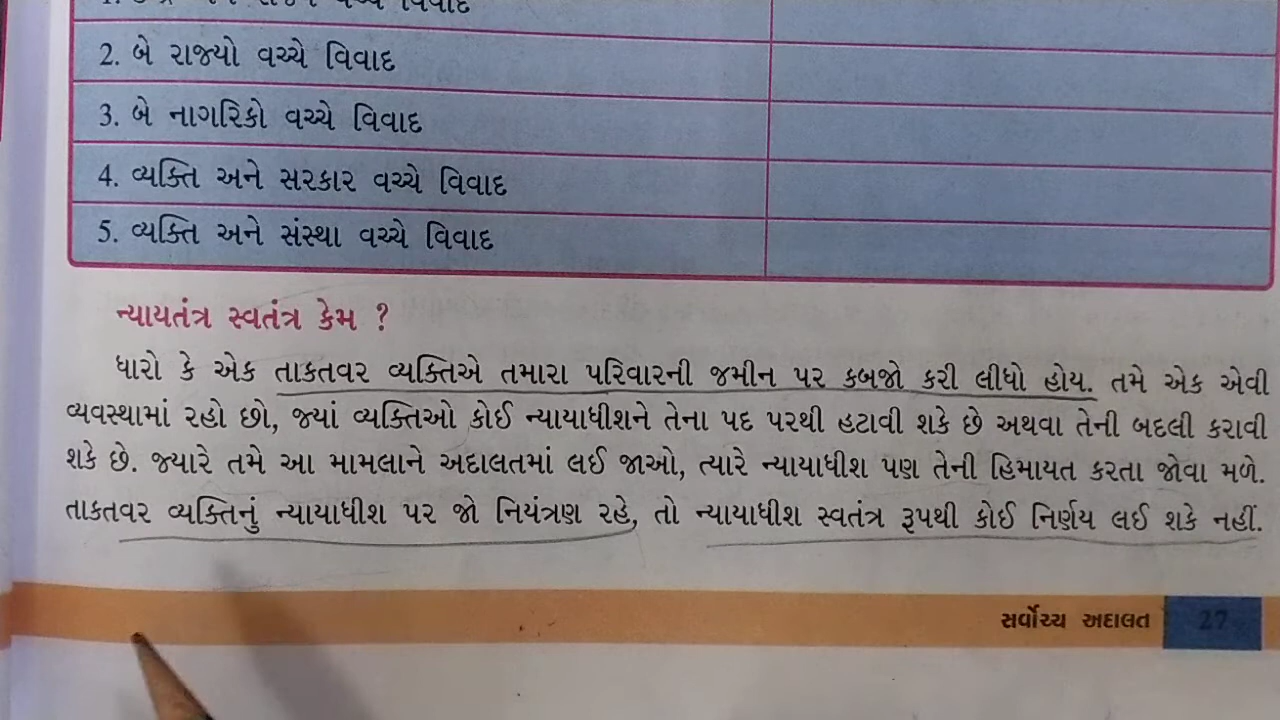 વચ્ચે વિવાદ
2. બે રાજ્યો વચ્ચે વિવાદ
3. બે નાગરિકો વચ્ચે વિવાદ
4. વ્યક્તિ અને સરકાર વચ્ચે વિવાદ
5. વ્યક્તિ અને સંસ્થા વચ્ચે વિવાદ
ન્યાયતંત્ર સ્વતંત્ર કેમ ?
ધારો કે એક તાકતવર વ્યક્તિએ તમારા પરિવારની જમીન પર કબજો કરી લીધો હોય. તમે એક એવી
વ્યવસ્થામાં રહો છો, જ્યાં વ્યક્તિઓ કોઈ ન્યાયાધીશને તેના પદ પરથી હટાવી શકે છે અથવા તેની બદલી કરાવી
શકે છે. જ્યારે તમે આ મામલાને અદાલતમાં લઈ જાઓ, ત્યારે ન્યાયાધીશ પણ તેની હિમાયત કરતા જોવા મળે.
તાકતવર વ્યક્તિનું ન્યાયાધીશ પર જો નિયંત્રણ રહે, તો ન્યાયાધીશ સ્વતંત્ર રૂપથી કોઈ નિર્ણય લઈ શકે નહીં.
સર્વોચ્ચ અદાલત 27